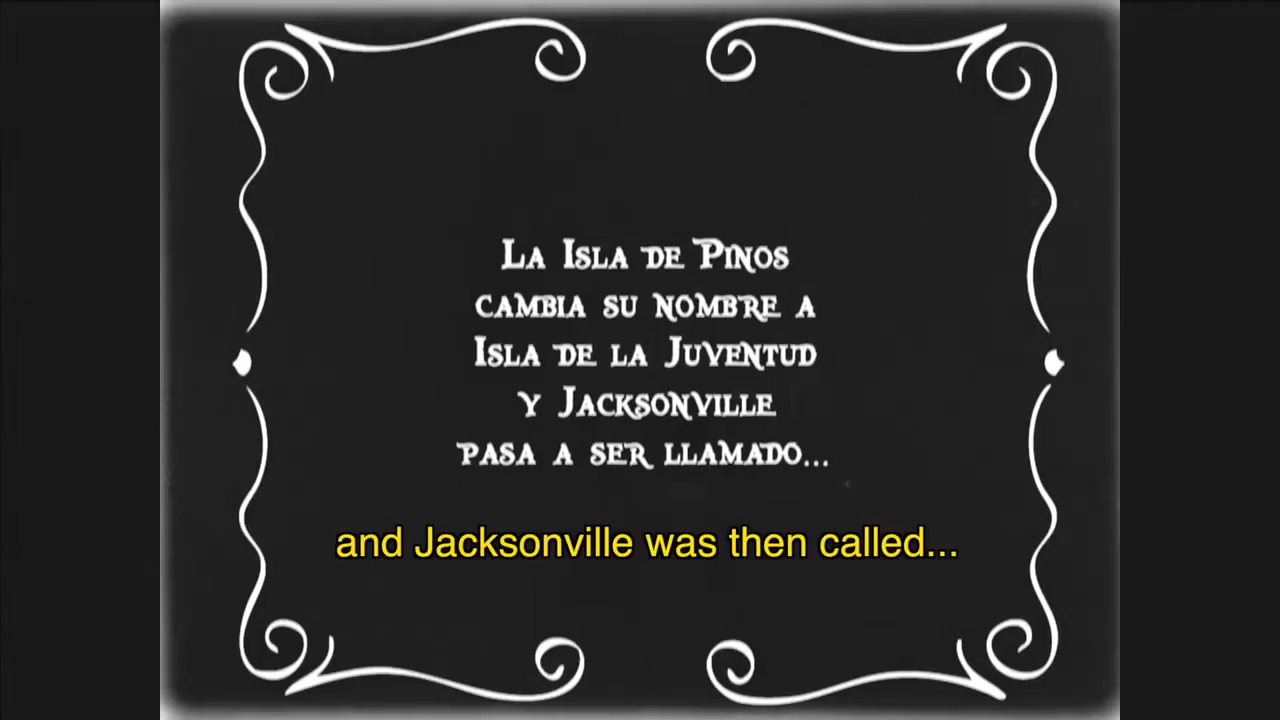 La Isla de Pinos
cambia su nombre a
Isla de la Juventud
y Jacksonville
pasa a ser llamado...
and Jacksonville was then called...